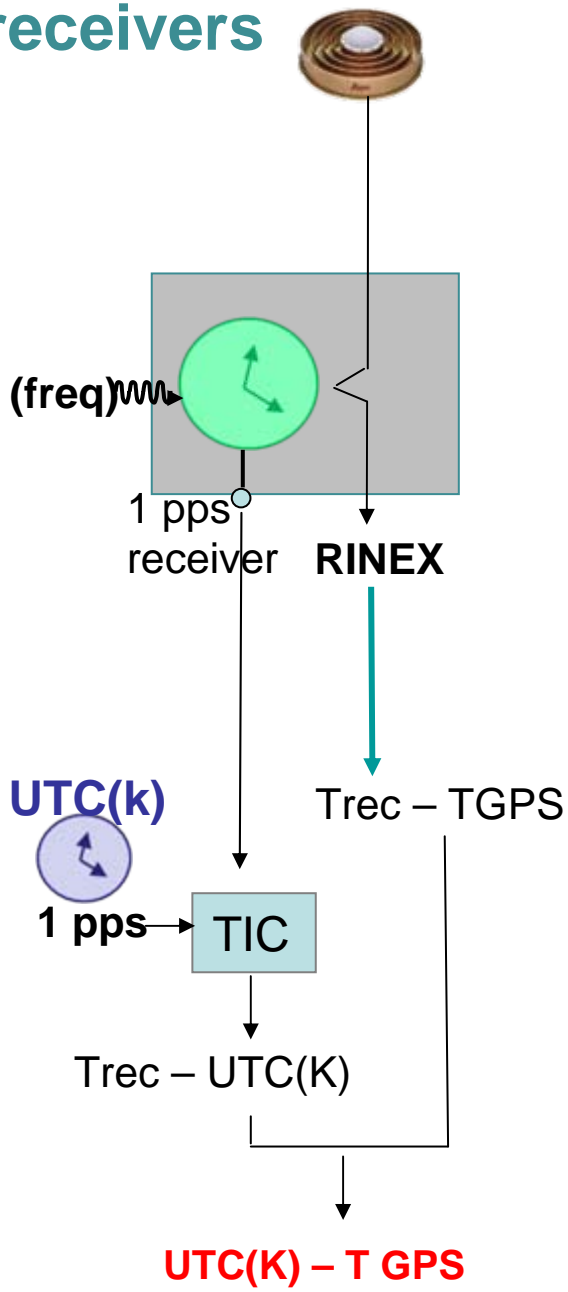 receivers
(freq)
1 pps
receiver
RINEX
UTC(k)
Trec – TGPS
1 pps
TIC
Trec – UTC(K)
UTC(K) – T GPS